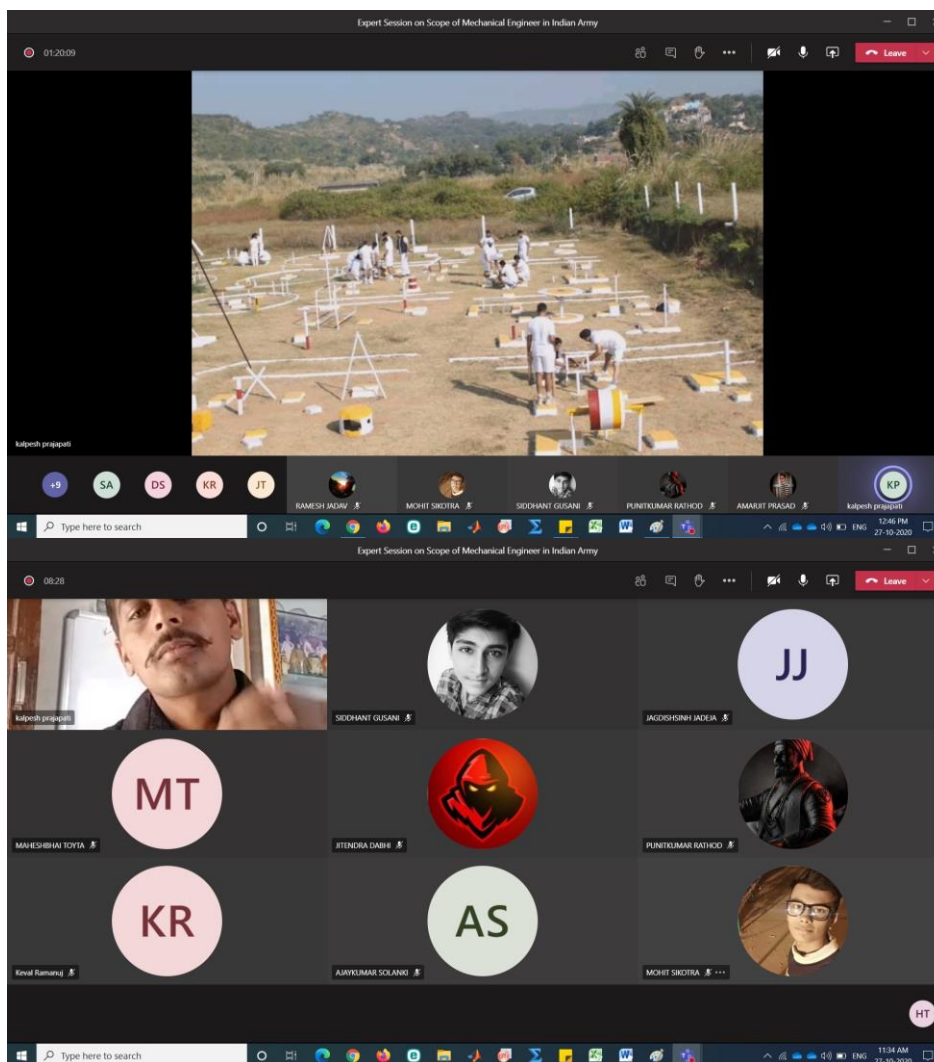 Expert Session on Scope of Mechanical Engineer in Indian Army
01:20:09
Leave
kalpesh prajapati
+9
SA
DS
KR
JT
KP
RAMESH JADAV
MOHIT SIKOTRA
SIDDHANT GUSANI
PUNITKUMAR RATHOD
AMARJIT PRASAD
kalpesh prajapati
Type here to search
ENG
12:46 PM
27-10-2020
Expert Session on Scope of Mechanical Engineer in Indian Army
08:28
Leave
kalpesh prajapati
SIDDHANT GUSANI
JJ
JAGDISHSINH JADEJA
MT
MAHESHBHAI TOYTA
JITENDRA DABHI
PUNITKUMAR RATHOD
KR
Keval Ramanuj
AS
AJAYKUMAR SOLANKI
MOHIT SIKOTRA
HT
Type here to search
ENG
11:34 AM
27-10-2020